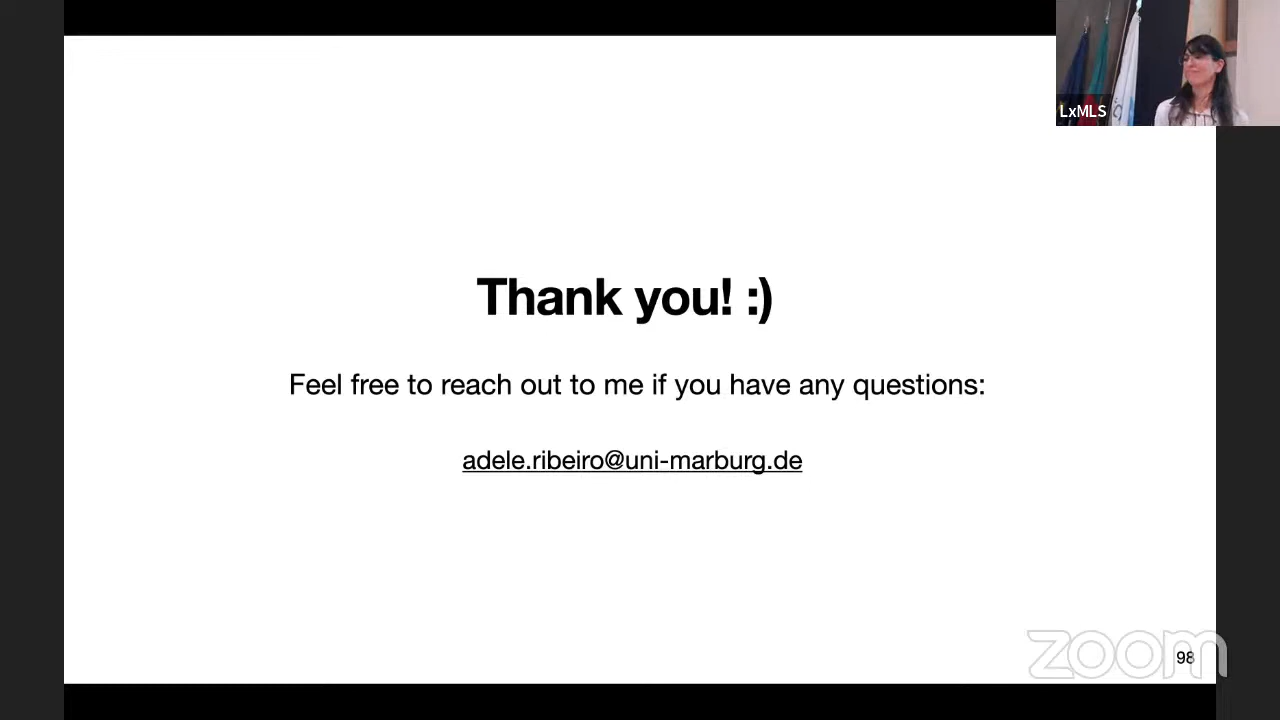 LxMLS
Thank you! :)
Feel free to reach out to me if you have any questions:
adele.ribeiro@uni-marburg.de
zoom
98